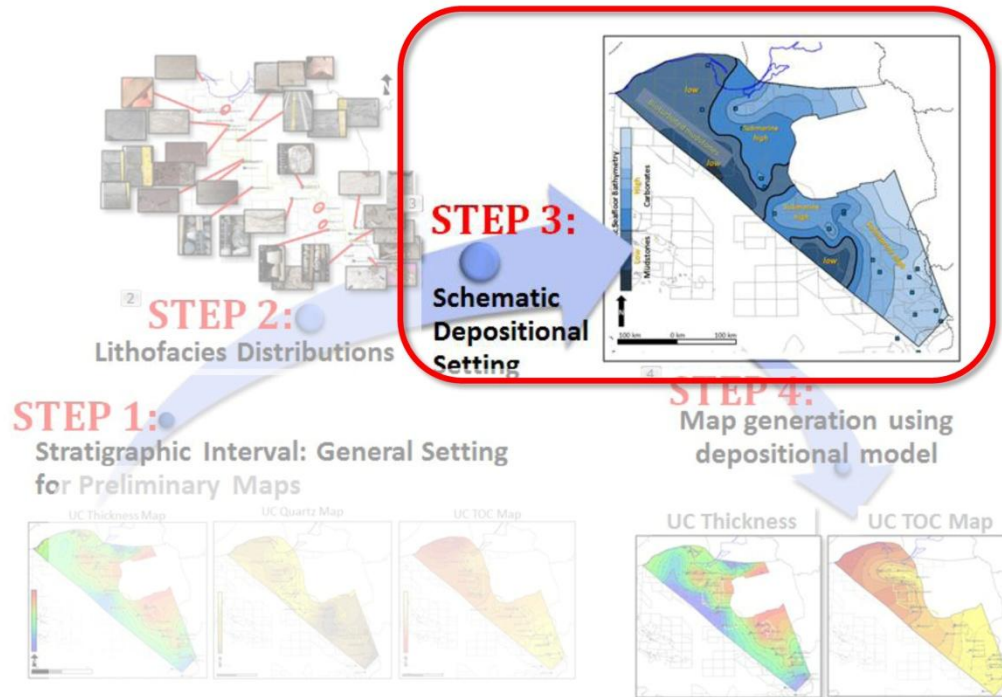 STEP 1:
Stratigraphic Interval: General Setting
for Preliminary Maps
UC Thickness Map
UC Quartz Map
UC TOC Map
2
STEP 2:
Lithofacies Distributions
3
STEP 3:
Schematic
Depositional
Setting
low
low
Submarine
high
Submarine
high
low
Seafloor Bathymetry
Low
High
Mudstones
Carbonates
100 km
0 km
100 km
4
STEP 4:
Map generation using
depositional model
UC Thickness
UC TOC Map